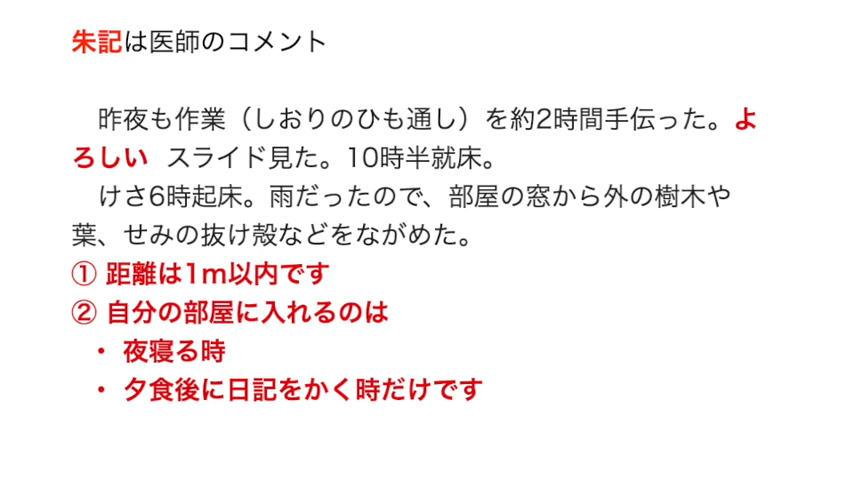 朱記は医師のコメント
昨夜も作業（しおりのひも通し）を約2時間手伝った。よ
ろしい スライド見た。10時半就床。
けさ6時起床。雨だったので、部屋の窓から外の樹木や
葉、せみの抜け殻などをながめた。
① 距離は1m以内です
② 自分の部屋に入れるのは
・ 夜寝る時
・ 夕食後に日記をかく時だけです